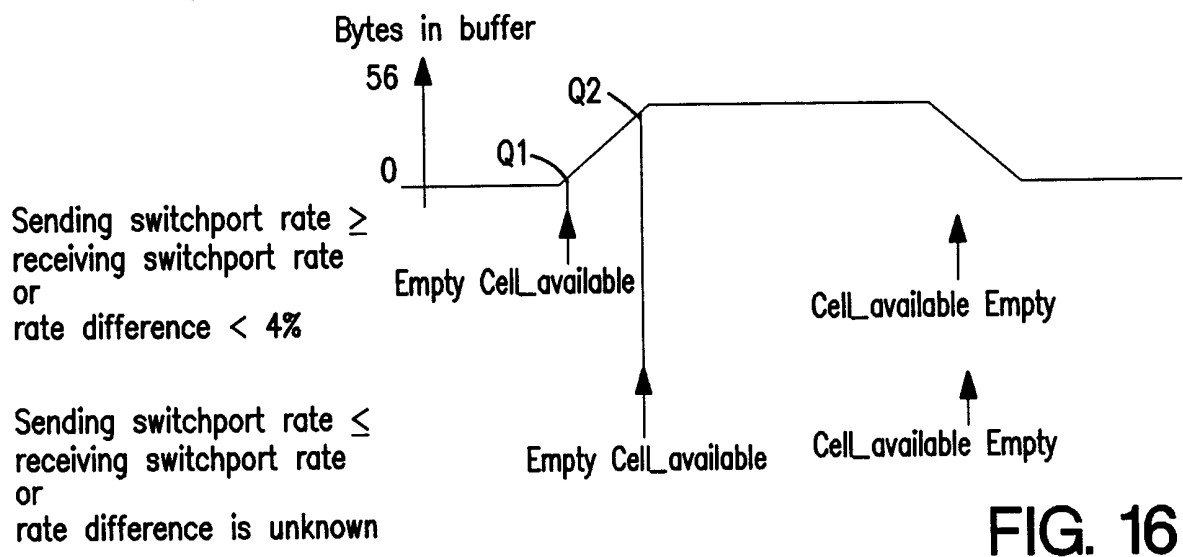 Bytes in buffer
56
Q2
Q1
0
Sending switchport rate ≥
receiving switchport rate
or
rate difference < 4%
Empty Cell_available
Cell_available Empty
Sending switchport rate ≤
receiving switchport rate
or
rate difference is unknown
Empty Cell_available
Cell_available Empty
FIG. 16